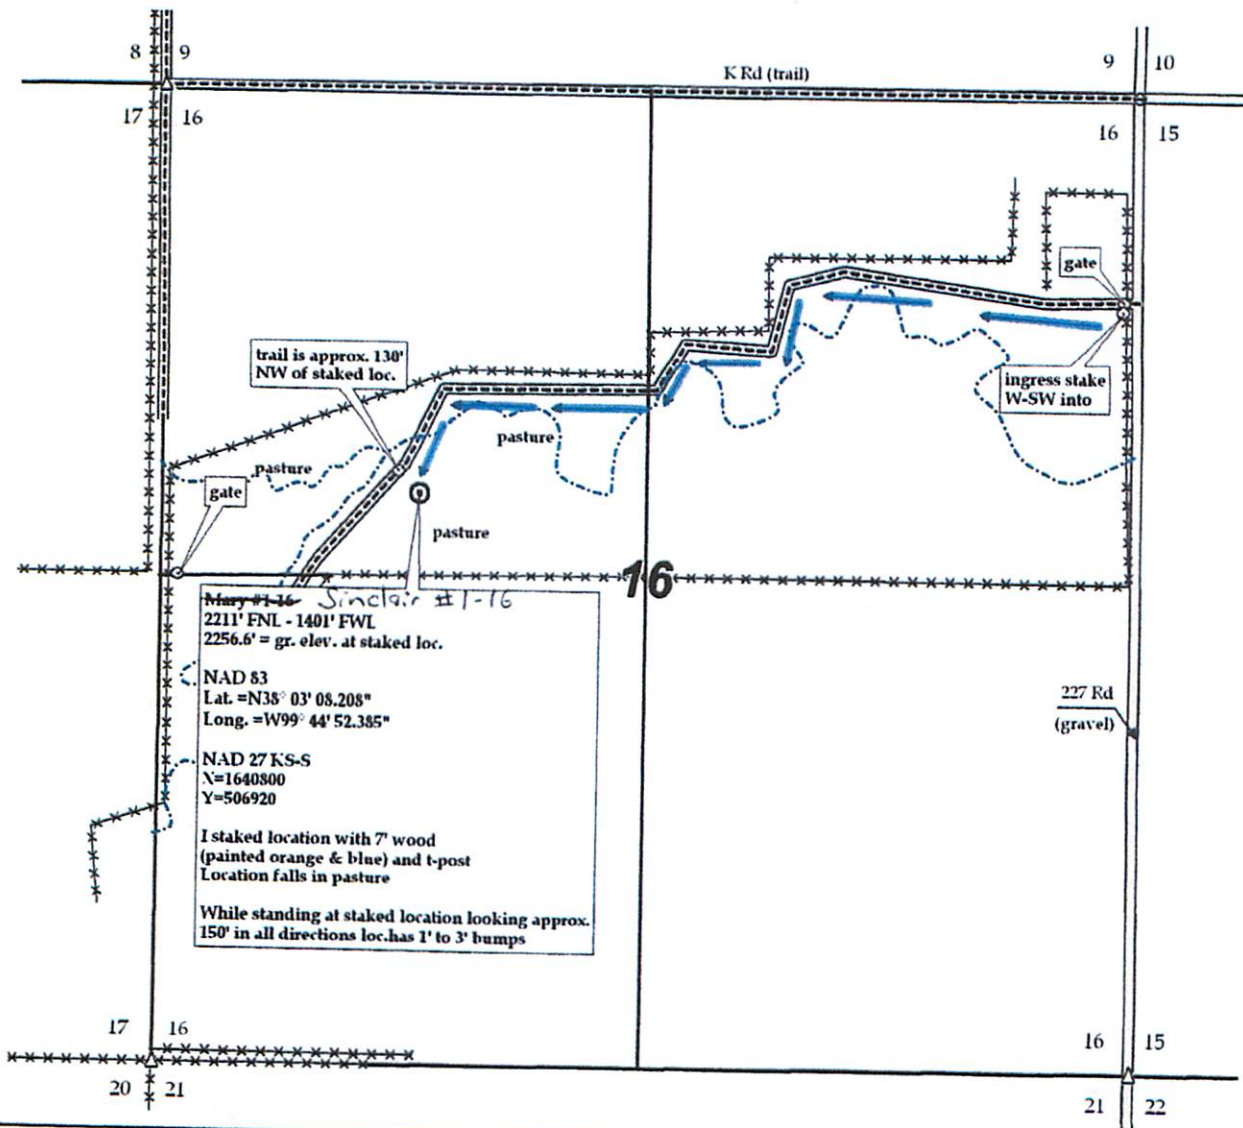 8 9
K Rd (trail)
9 10
17 16
16 15
gate
trail is approx. 130'
NW of staked loc.
ingress stake
W-SW into
pasture
pasture
gate
pasture
16
Mary #1-16 Sinclair #1-16
2211' FNL - 1401' FWL
2256.6' = gr. elev. at staked loc.
NAD 83
Lat. =N38° 03' 08.208"
Long. =W99° 44' 52.385"
NAD 27 KS-S
X=1640800
Y=506920
I staked location with 7' wood
(painted orange & blue) and t-post
Location falls in pasture
While standing at staked location looking approx.
150' in all directions loc.has 1' to 3' bumps
227 Rd
(gravel)
17 16
16 15
20 21
21 22